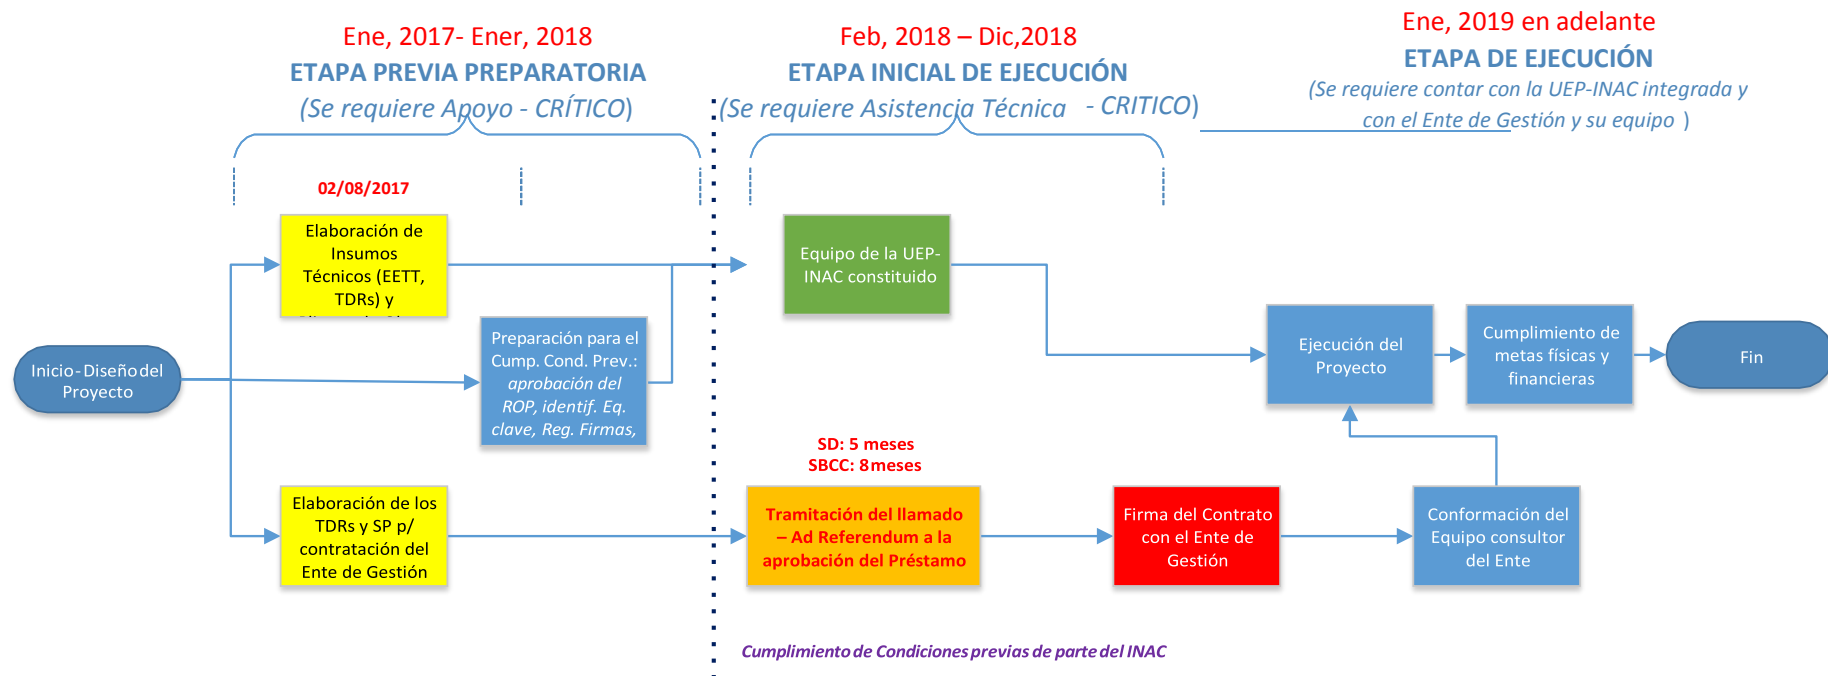 Ene, 2017- Ener, 2018
ETAPA PREVIA PREPARATORIA
(Se requiere Apoyo - CRÍTICO)
Feb, 2018 – Dic,2018
ETAPA INICIAL DE EJECUCIÓN
(Se requiere Asistencia Técnica - CRITICO)
Ene, 2019 en adelante
ETAPA DE EJECUCIÓN
(Se requiere contar con la UEP-INAC integrada y
con el Ente de Gestión y su equipo )
02/08/2017
Elaboración de
Insumos
Técnicos (EETT,
TDRs) y
Equipo de la UEP-
INAC constituido
Inicio-Diseño del
Proyecto
Preparación para el
Cump. Cond. Prev.:
aprobación del
ROP, identif. Eq.
clave, Reg. Firmas,
Ejecución del
Proyecto
Cumplimiento de
metas físicas y
financieras
Fin
SD: 5 meses
SBCC: 8meses
Elaboración de los
TDRs y SP p/
contratación del
Ente de Gestión
Tramitación del llamado
– Ad Referendum a la
aprobación del Préstamo
Firma del Contrato
con el Ente de
Gestión
Conformación del
Equipo consultor
del Ente
Cumplimiento de Condiciones previas de parte del INAC